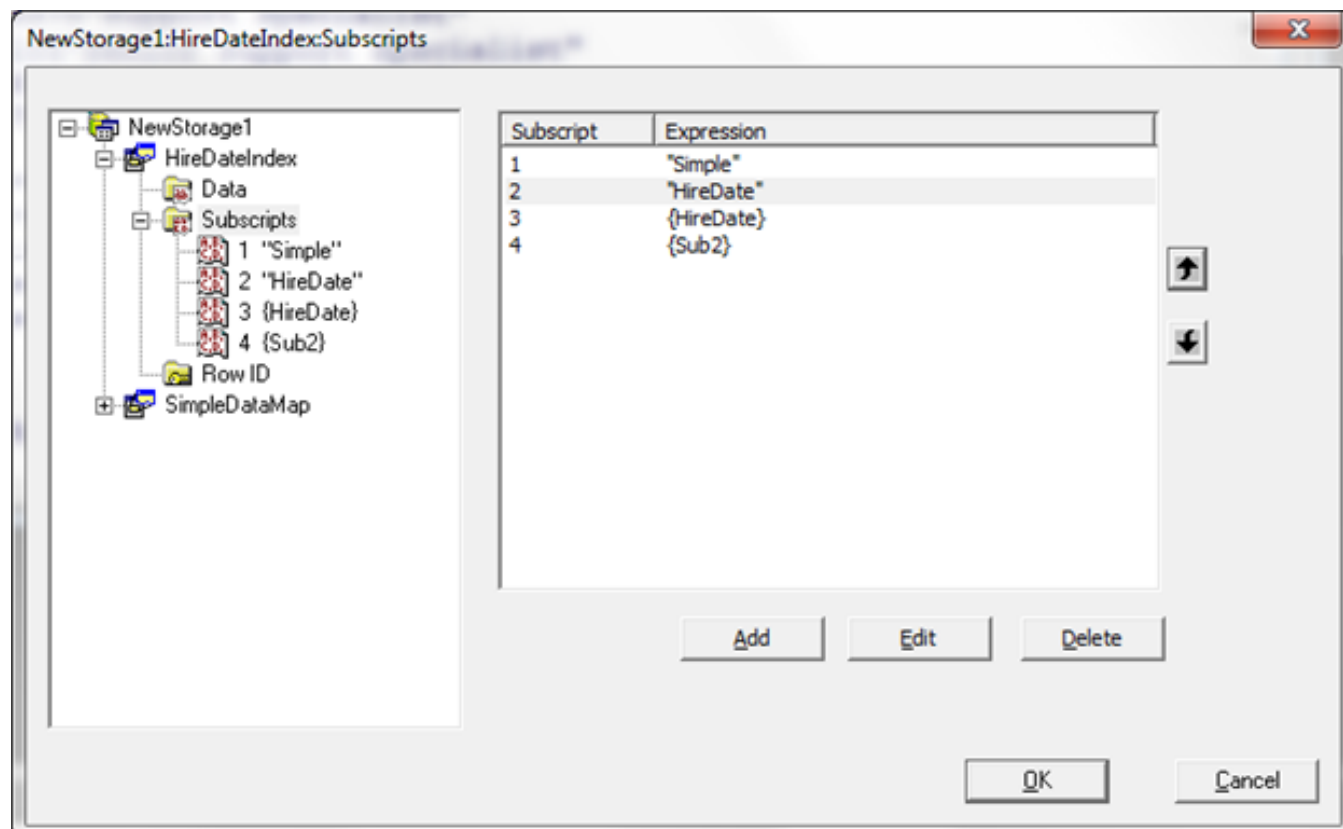 NewStorage1:HireDateIndex:Subscripts
NewStorage1
HireDateIndex
Data
Subscripts
1 "Simple"
2 "HireDate"
3 {HireDate}
4 {Sub2}
Row ID
SimpleDataMap
Subscript Expression
1 "Simple"
2 "HireDate"
3 {HireDate}
4 {Sub2}
Add Edit Delete
OK Cancel